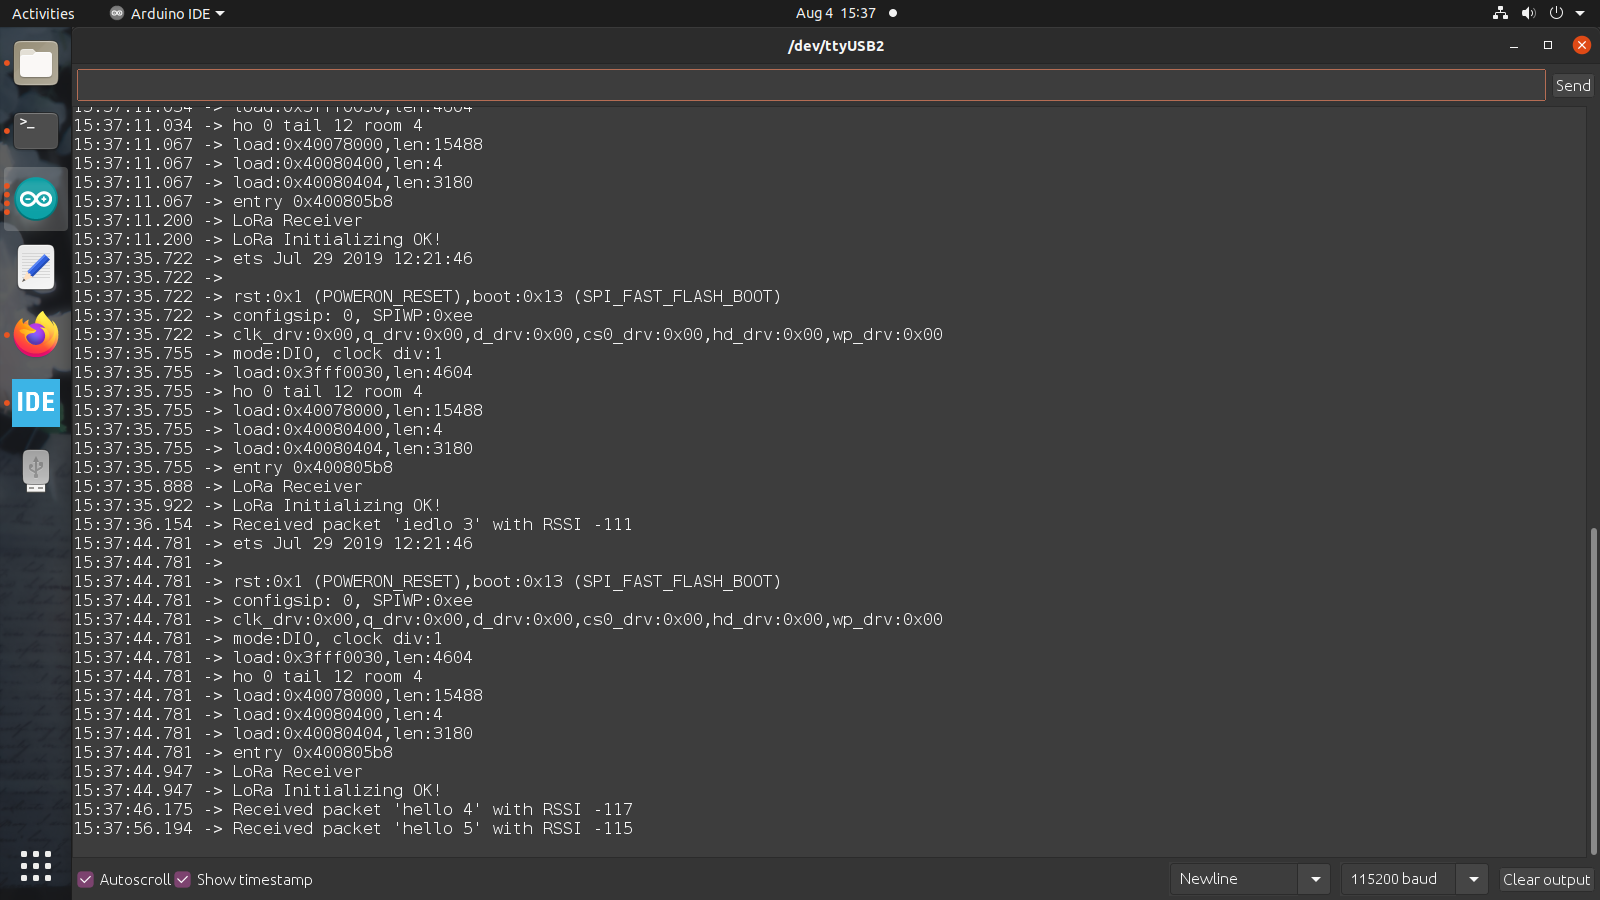 Activities
Arduino IDE
Aug 4 15:37
/dev/ttyUSB2
Send
15:37:11.034 -> load:0x3fff0030,len:4604
15:37:11.034 -> ho 0 tail 12 room 4
15:37:11.067 -> load:0x40078000,len:15488
15:37:11.067 -> load:0x40080400,len:4
15:37:11.067 -> load:0x40080404,len:3180
15:37:11.067 -> entry 0x400805b8
15:37:11.200 -> LoRa Receiver
15:37:11.200 -> LoRa Initializing OK!
15:37:35.722 -> ets Jul 29 2019 12:21:46
15:37:35.722 ->
15:37:35.722 -> rst:0x1 (POWERON_RESET),boot:0x13 (SPI_FAST_FLASH_BOOT)
15:37:35.722 -> configsip: 0, SPIWP:0xee
15:37:35.722 -> clk_drv:0x00,q_drv:0x00,d_drv:0x00,cs0_drv:0x00,hd_drv:0x00,wp_drv:0x00
15:37:35.755 -> mode:DIO, clock div:1
15:37:35.755 -> load:0x3fff0030,len:4604
15:37:35.755 -> ho 0 tail 12 room 4
15:37:35.755 -> load:0x40078000,len:15488
15:37:35.755 -> load:0x40080400,len:4
15:37:35.755 -> load:0x40080404,len:3180
15:37:35.755 -> entry 0x400805b8
15:37:35.888 -> LoRa Receiver
15:37:35.922 -> LoRa Initializing OK!
15:37:36.154 -> Received packet 'iedlo 3' with RSSI -111
15:37:44.781 -> ets Jul 29 2019 12:21:46
15:37:44.781 ->
15:37:44.781 -> rst:0x1 (POWERON_RESET),boot:0x13 (SPI_FAST_FLASH_BOOT)
15:37:44.781 -> configsip: 0, SPIWP:0xee
15:37:44.781 -> clk_drv:0x00,q_drv:0x00,d_drv:0x00,cs0_drv:0x00,hd_drv:0x00,wp_drv:0x00
15:37:44.781 -> mode:DIO, clock div:1
15:37:44.781 -> load:0x3fff0030,len:4604
15:37:44.781 -> ho 0 tail 12 room 4
15:37:44.781 -> load:0x40078000,len:15488
15:37:44.781 -> load:0x40080400,len:4
15:37:44.781 -> load:0x40080404,len:3180
15:37:44.781 -> entry 0x400805b8
15:37:44.947 -> LoRa Receiver
15:37:44.947 -> LoRa Initializing OK!
15:37:46.175 -> Received packet 'hello 4' with RSSI -117
15:37:56.194 -> Received packet 'hello 5' with RSSI -115
IDE
Autoscroll
Show timestamp
Newline
115200 baud
Clear output